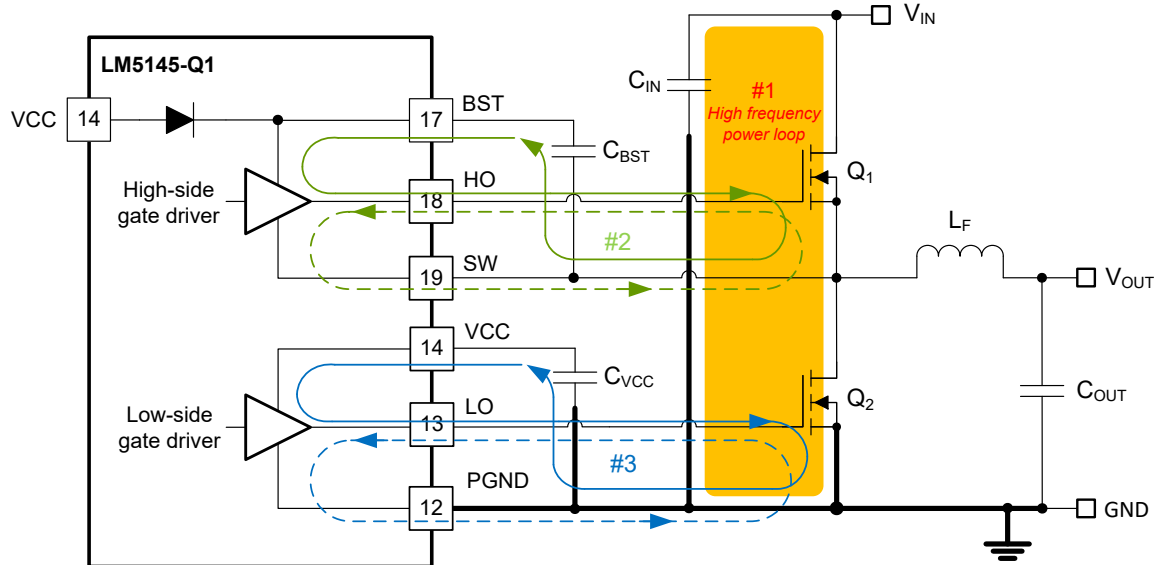 V_IN
LM5145-Q1
C_IN
#1
High frequency
power loop
VCC
14
17
BST
C_BST
High-side
gate driver
18
HO
Q_1
#2
L_F
19
SW
V_OUT
VCC
14
C_VCC
Q_2
C_OUT
Low-side
gate driver
13
LO
#3
PGND
12
GND